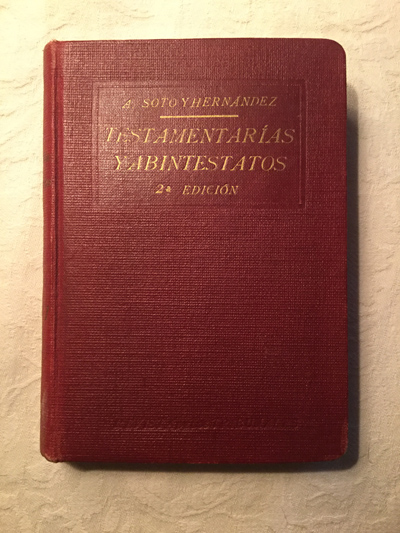 A. SOTO Y HERNÁNDEZ
TESTAMENTARÍAS
Y ABINTESTATOS
2ª EDICIÓN